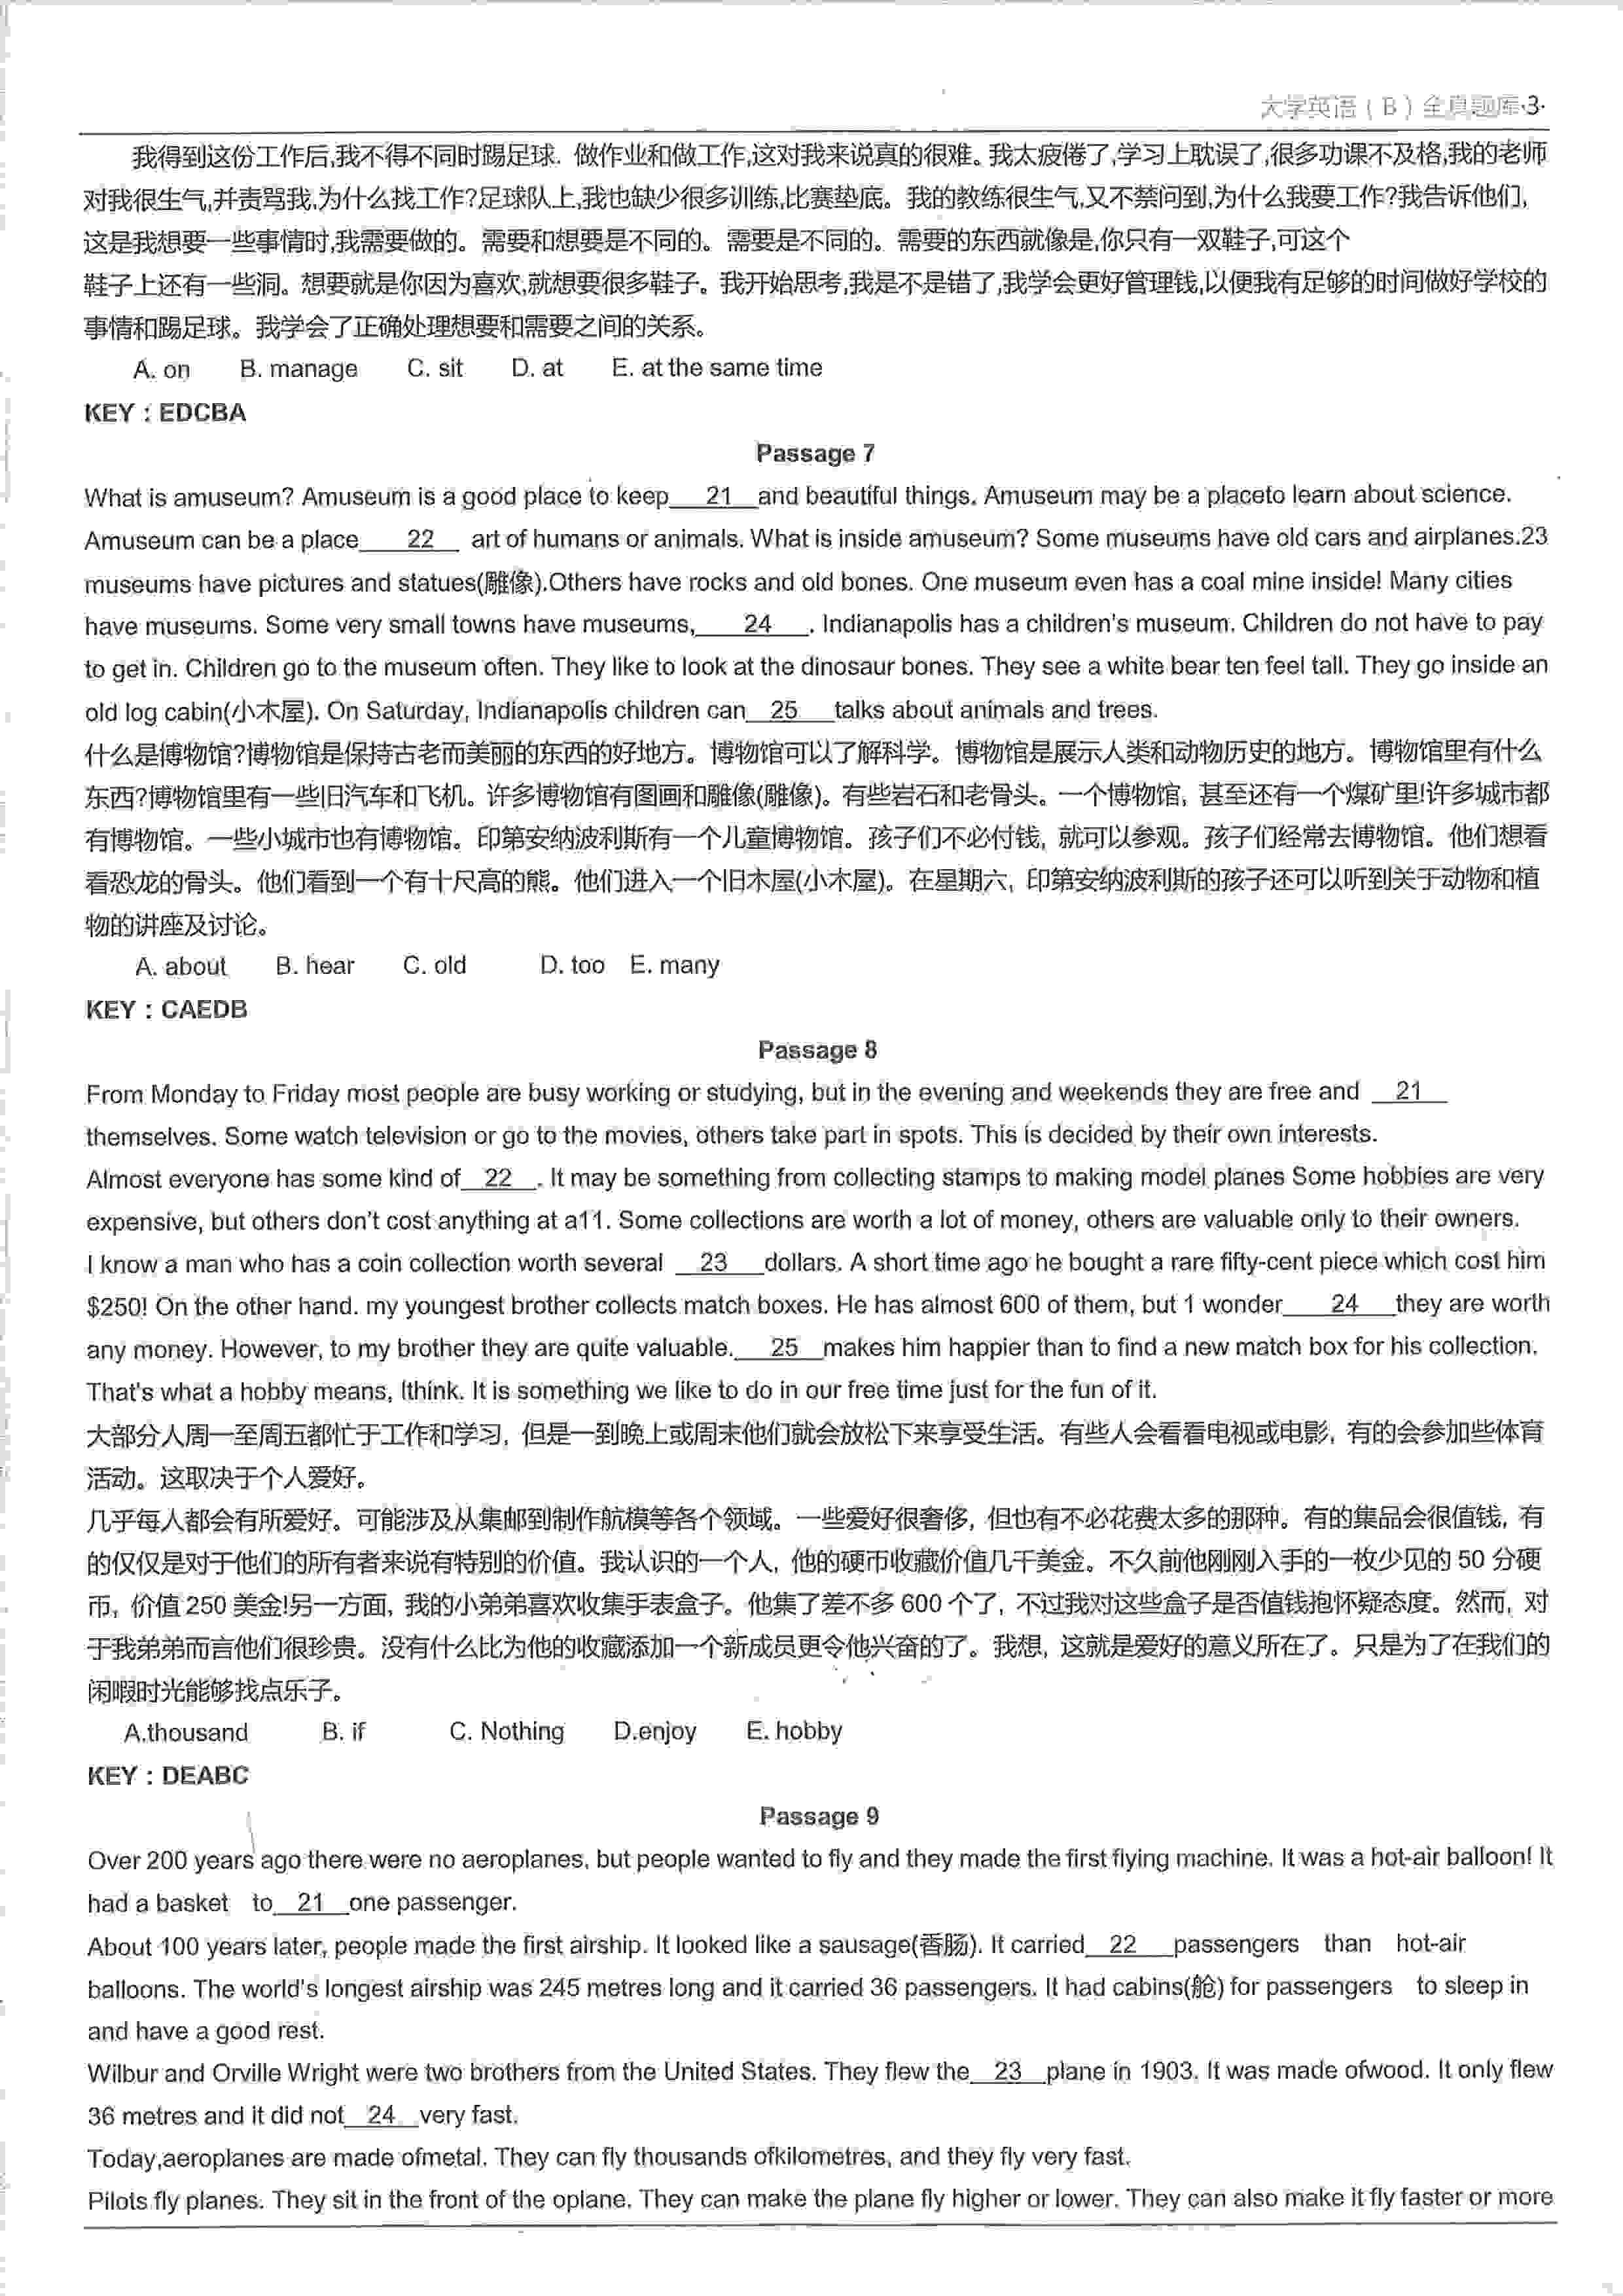 大学英语（B）全真题库·3·
我得到这份工作后,我不得不同时踢足球. 做作业和做工作,这对我来说真的很难。我太疲倦了,学习上耽误了,很多功课不及格,我的老师
对我很生气,并责骂我,为什么找工作?足球队上,我也缺少很多训练,比赛垫底。我的教练很生气,又不禁问到,为什么我要工作?我告诉他们,
这是我想要一些事情时,我需要做的。需要和想要是不同的。需要是不同的。需要的东西就像是,你只有一双鞋子,可这个
鞋子上还有一些洞。想要就是你因为喜欢,就想要很多鞋子。我开始思考,我是不是错了,我学会更好管理钱,以便我有足够的时间做好学校的
事情和踢足球。我学会了正确处理想要和需要之间的关系。
A. on B. manage C. sit D. at E. at the same time
KEY：EDCBA
Passage 7
What is amuseum? Amuseum is a good place to keep___21___and beautiful things. Amuseum may be a placeto learn about science.
Amuseum can be a place___22___ art of humans or animals. What is inside amuseum? Some museums have old cars and airplanes.23
museums have pictures and statues(雕像).Others have rocks and old bones. One museum even has a coal mine inside! Many cities
have museums. Some very small towns have museums,___24___. Indianapolis has a children's museum. Children do not have to pay
to get in. Children go to the museum often. They like to look at the dinosaur bones. They see a white bear ten feel tall. They go inside an
old log cabin(小木屋). On Saturday, Indianapolis children can__25___talks about animals and trees.
什么是博物馆?博物馆是保持古老而美丽的东西的好地方。博物馆可以了解科学。博物馆是展示人类和动物历史的地方。博物馆里有什么
东西?博物馆里有一些旧汽车和飞机。许多博物馆有图画和雕像(雕像)。有些岩石和老骨头。一个博物馆, 甚至还有一个煤矿里!许多城市都
有博物馆。一些小城市也有博物馆。印第安纳波利斯有一个儿童博物馆。孩子们不必付钱, 就可以参观。孩子们经常去博物馆。他们想看
看恐龙的骨头。他们看到一个有十尺高的熊。他们进入一个旧木屋(小木屋)。在星期六, 印第安纳波利斯的孩子还可以听到关于动物和植
物的讲座及讨论。
A. about B. hear C. old D. too E. many
KEY：CAEDB
Passage 8
From Monday to Friday most people are busy working or studying, but in the evening and weekends they are free and __21__
themselves. Some watch television or go to the movies, others take part in spots. This is decided by their own interests.
Almost everyone has some kind of__22__. It may be something from collecting stamps to making model planes Some hobbies are very
expensive, but others don't cost anything at a11. Some collections are worth a lot of money, others are valuable only to their owners.
I know a man who has a coin collection worth several __23___dollars. A short time ago he bought a rare fifty-cent piece which cost him
$250! On the other hand. my youngest brother collects match boxes. He has almost 600 of them, but 1 wonder___24___they are worth
any money. However, to my brother they are quite valuable.___25__makes him happier than to find a new match box for his collection.
That's what a hobby means, Ithink. It is something we like to do in our free time just for the fun of it.
大部分人周一至周五都忙于工作和学习, 但是一到晚上或周末他们就会放松下来享受生活。有些人会看看电视或电影, 有的会参加些体育
活动。这取决于个人爱好。
几乎每人都会有所爱好。可能涉及从集邮到制作航模等各个领域。一些爱好很奢侈, 但也有不必花费太多的那种。有的集品会很值钱, 有
的仅仅是对于他们的所有者来说有特别的价值。我认识的一个人, 他的硬币收藏价值几千美金。不久前他刚刚入手的一枚少见的 50 分硬
币, 价值 250 美金!另一方面, 我的小弟弟喜欢收集手表盒子。他集了差不多 600 个了, 不过我对这些盒子是否值钱抱怀疑态度。然而, 对
于我弟弟而言他们很珍贵。没有什么比为他的收藏添加一个新成员更令他兴奋的了。我想, 这就是爱好的意义所在了。只是为了在我们的
闲暇时光能够找点乐子。
A.thousand B. if C. Nothing D.enjoy E. hobby
KEY：DEABC
Passage 9
Over 200 years ago there were no aeroplanes, but people wanted to fly and they made the first flying machine. It was a hot-air balloon! It
had a basket to__21__one passenger.
About 100 years later, people made the first airship. It looked like a sausage(香肠). It carried__22___passengers than hot-air
balloons. The world's longest airship was 245 metres long and it carried 36 passengers. It had cabins(舱) for passengers to sleep in
and have a good rest.
Wilbur and Orville Wright were two brothers from the United States. They flew the__23__plane in 1903. It was made ofwood. It only flew
36 metres and it did not__24__very fast.
Today,aeroplanes are made ofmetal. They can fly thousands ofkilometres, and they fly very fast.
Pilots fly planes. They sit in the front of the oplane. They can make the plane fly higher or lower. They can also make it fly faster or more